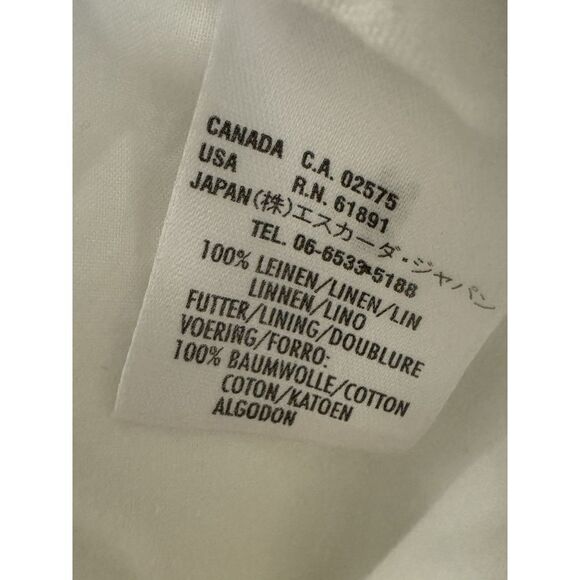 CANADA C.A. 02575
USA R.N. 61891
JAPAN(株)エスカーダ・ジャパン
TEL. 06-6533-5188
100% LEINEN/LINEN/LIN
LINNEN/LINO
FUTTER/LINING/DOUBLURE
VOERING/FORRO:
100% BAUMWOLLE/COTTON
COTON/KATOEN
ALGODON